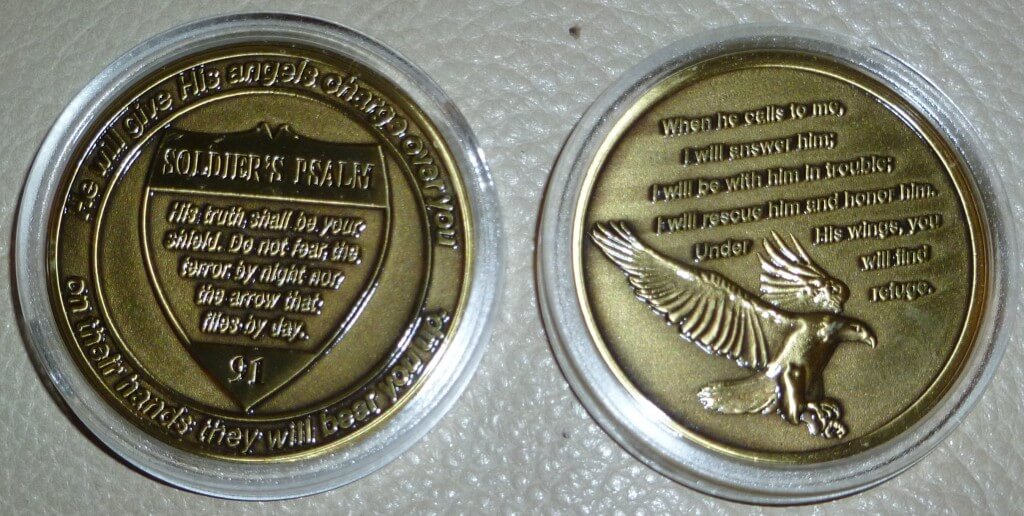 He will give His angels charge over you
on their hands they will bear you up
SOLDIER'S PSALM
His truth shall be your
shield. Do not fear the
terror by night nor
the arrow that
flies by day.
91
When he calls to me,
I will answer him;
I will be with him in trouble;
I will rescue him and honor him.
Under His wings, you
will find
refuge.